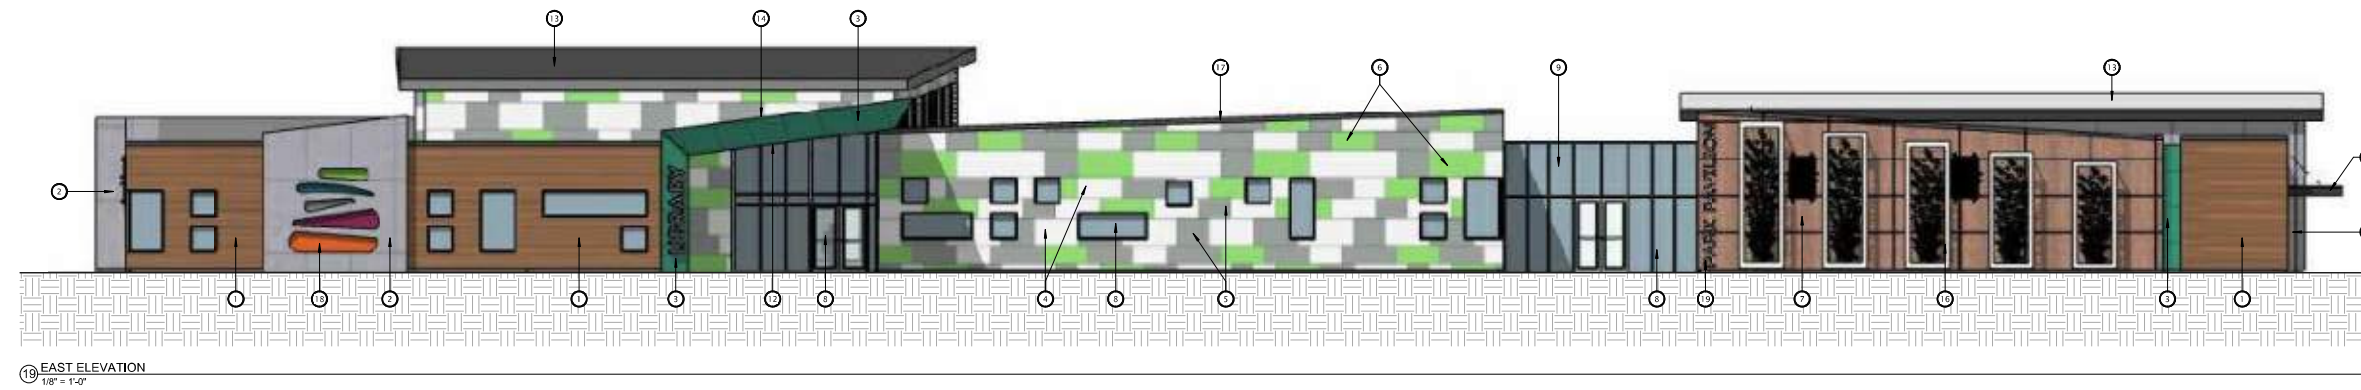 13 14 3
17 6 9 13
2
LIBRARY
PARK PAVILION
1 18 2 1 3 12 8 4 8 5 8 19 7 16 3 1
19 EAST ELEVATION
1/8" = 1'-0"